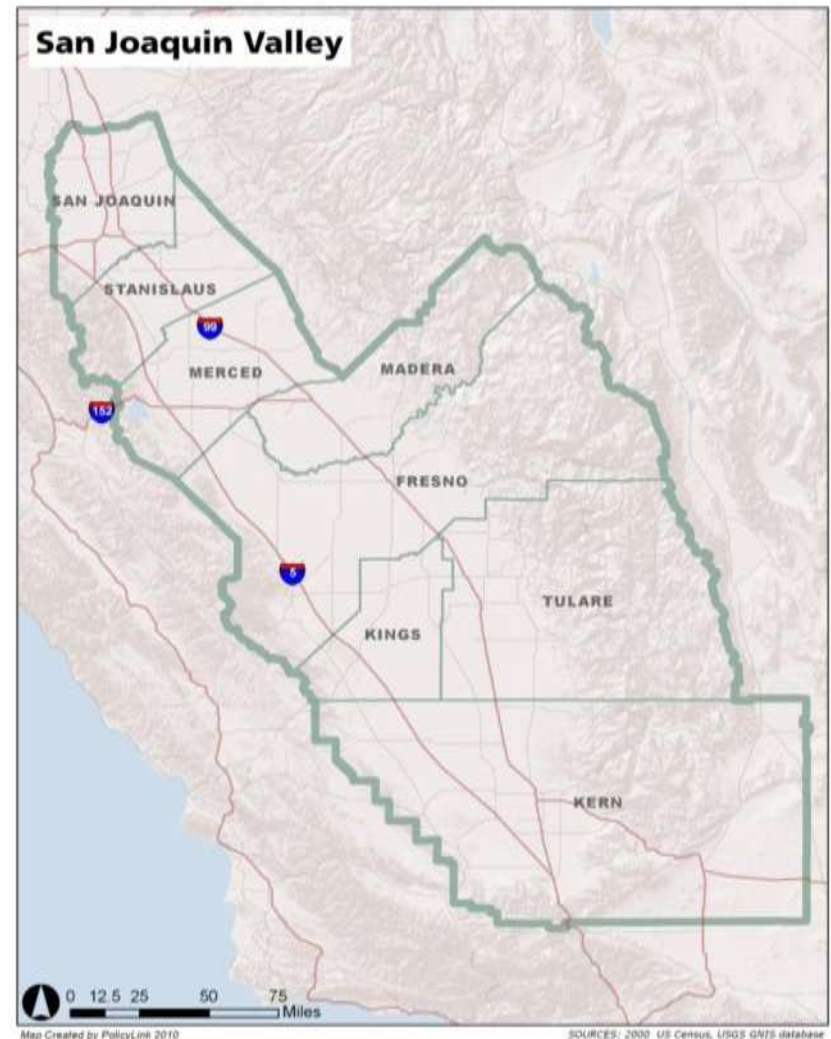 San Joaquin Valley
SAN JOAQUIN
STANISLAUS
99
MERCED
MADERA
152
FRESNO
5
TULARE
KINGS
KERN
0 12.5 25 50 75
Miles
Map Created by PolicyLink 2010
SOURCES: 2000 US Census, USGS GNIS database